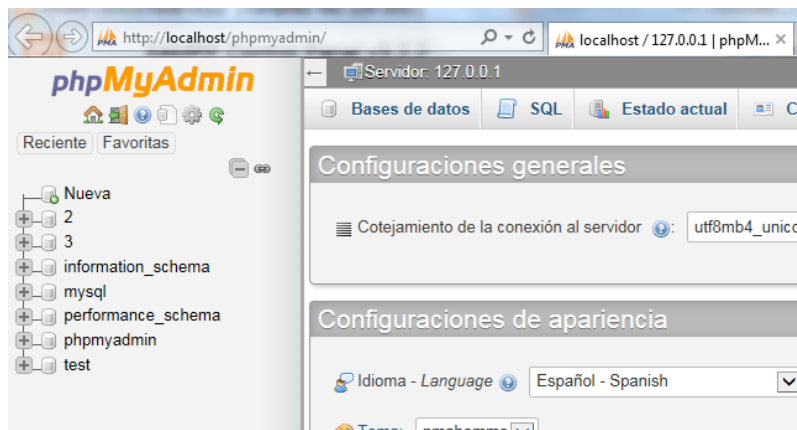 http://localhost/phpmyadmin/
localhost / 127.0.0.1 | phpM...
phpMyAdmin
Reciente Favoritas
Nueva
2
3
information_schema
mysql
performance_schema
phpmyadmin
test
Servidor: 127.0.0.1
Bases de datos SQL Estado actual C
Configuraciones generales
Cotejamiento de la conexión al servidor : utf8mb4_unico
Configuraciones de apariencia
Idioma - Language Español - Spanish